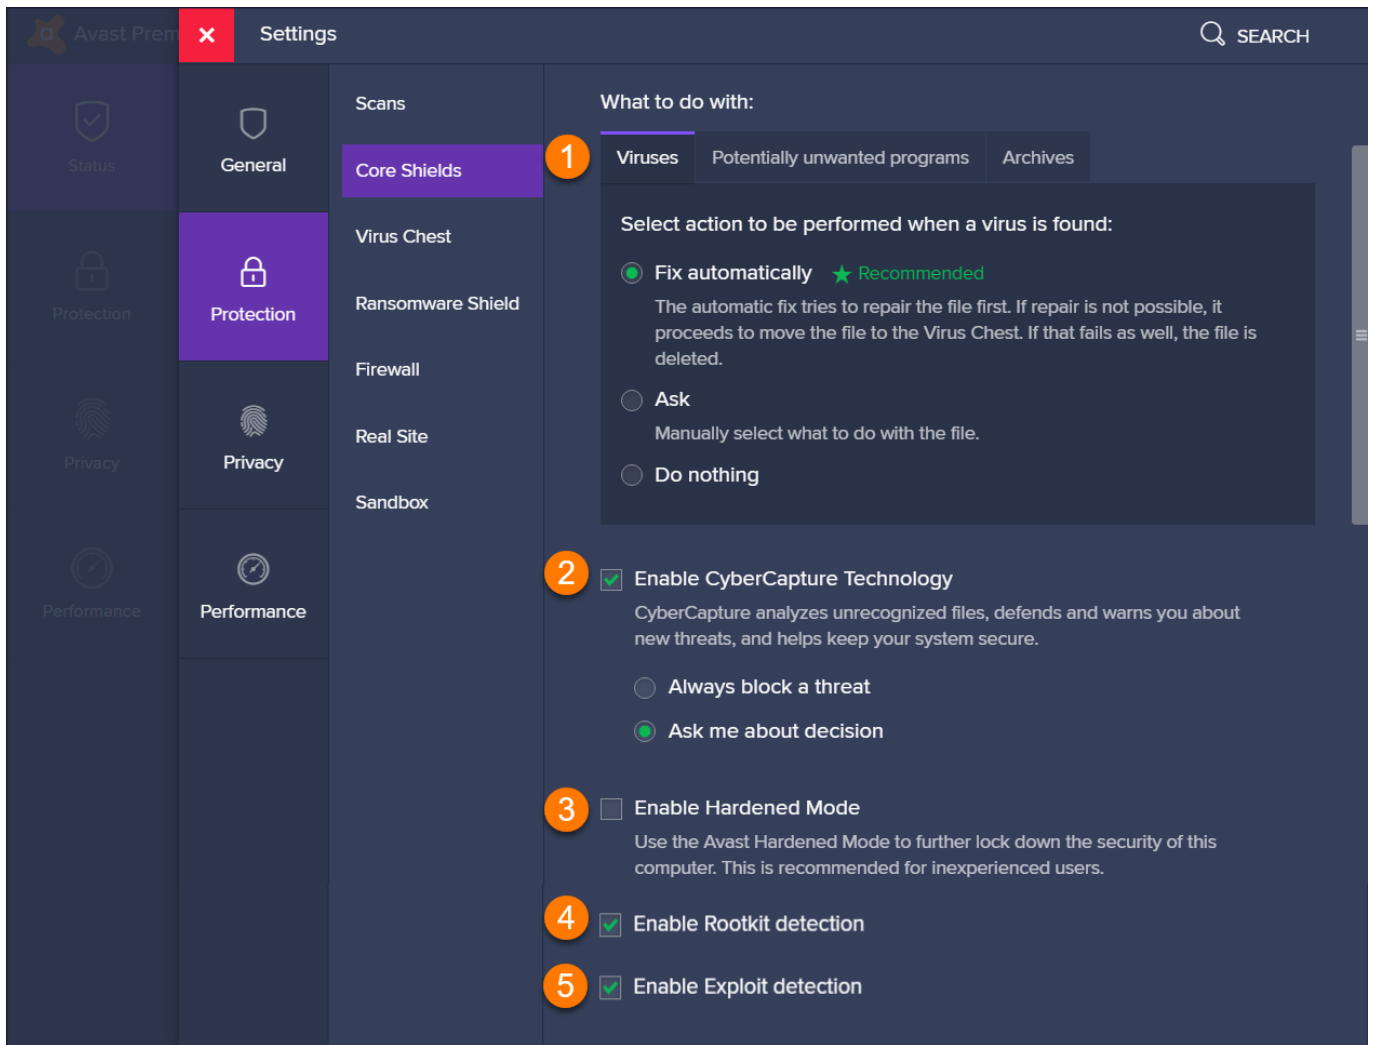 Avast Prem
Settings
SEARCH
Status
Protection
Privacy
Performance
General
Protection
Privacy
Performance
Scans
Core Shields
Virus Chest
Ransomware Shield
Firewall
Real Site
Sandbox
What to do with:
1
Viruses Potentially unwanted programs Archives
Select action to be performed when a virus is found:
Fix automatically Recommended
The automatic fix tries to repair the file first. If repair is not possible, it
proceeds to move the file to the Virus Chest. If that fails as well, the file is
deleted.
Ask
Manually select what to do with the file.
Do nothing
2
Enable CyberCapture Technology
CyberCapture analyzes unrecognized files, defends and warns you about
new threats, and helps keep your system secure.
Always block a threat
Ask me about decision
3
Enable Hardened Mode
Use the Avast Hardened Mode to further lock down the security of this
computer. This is recommended for inexperienced users.
4
Enable Rootkit detection
5
Enable Exploit detection